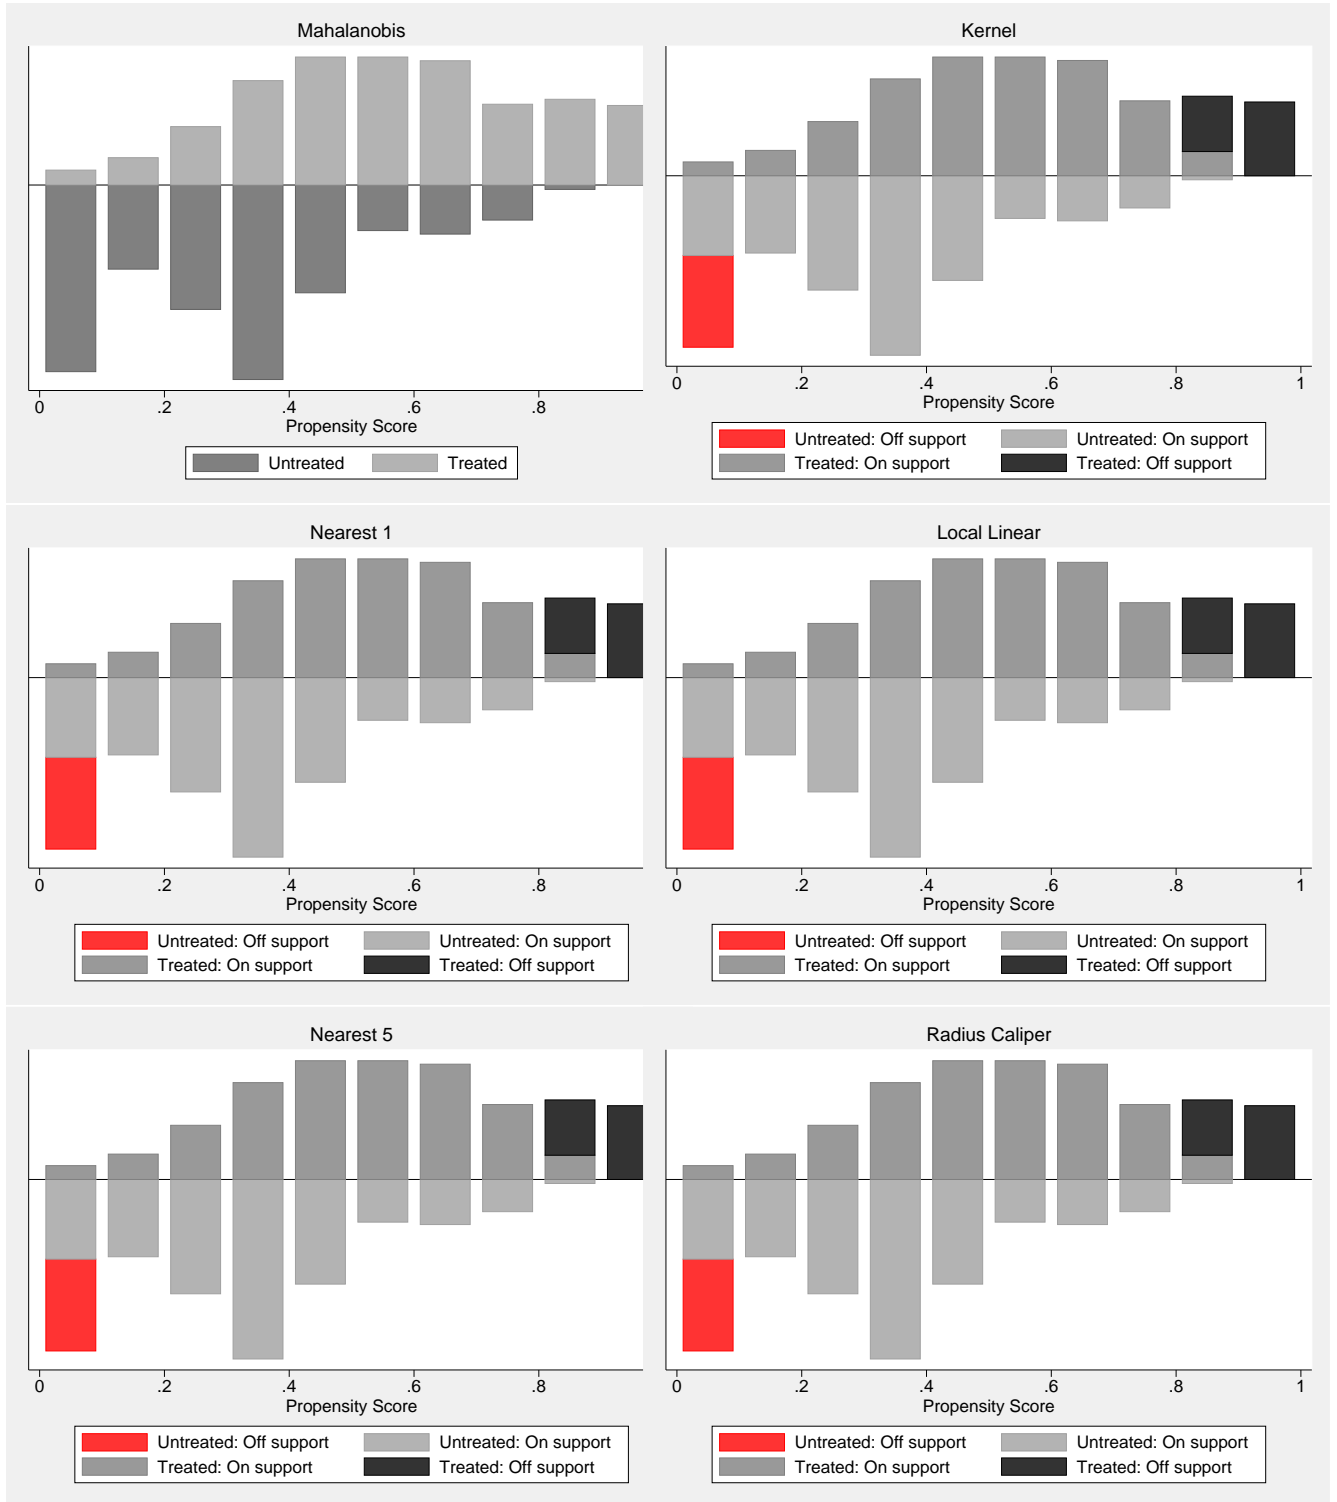 Mahalanobis
0 .2 .4 .6 .8
Propensity Score
Untreated Treated
Kernel
0 .2 .4 .6 .8 1
Propensity Score
Untreated: Off support Untreated: On support
Treated: On support Treated: Off support
Nearest 1
0 .2 .4 .6 .8
Propensity Score
Untreated: Off support Untreated: On support
Treated: On support Treated: Off support
Local Linear
0 .2 .4 .6 .8 1
Propensity Score
Untreated: Off support Untreated: On support
Treated: On support Treated: Off support
Nearest 5
0 .2 .4 .6 .8
Propensity Score
Untreated: Off support Untreated: On support
Treated: On support Treated: Off support
Radius Caliper
0 .2 .4 .6 .8 1
Propensity Score
Untreated: Off support Untreated: On support
Treated: On support Treated: Off support